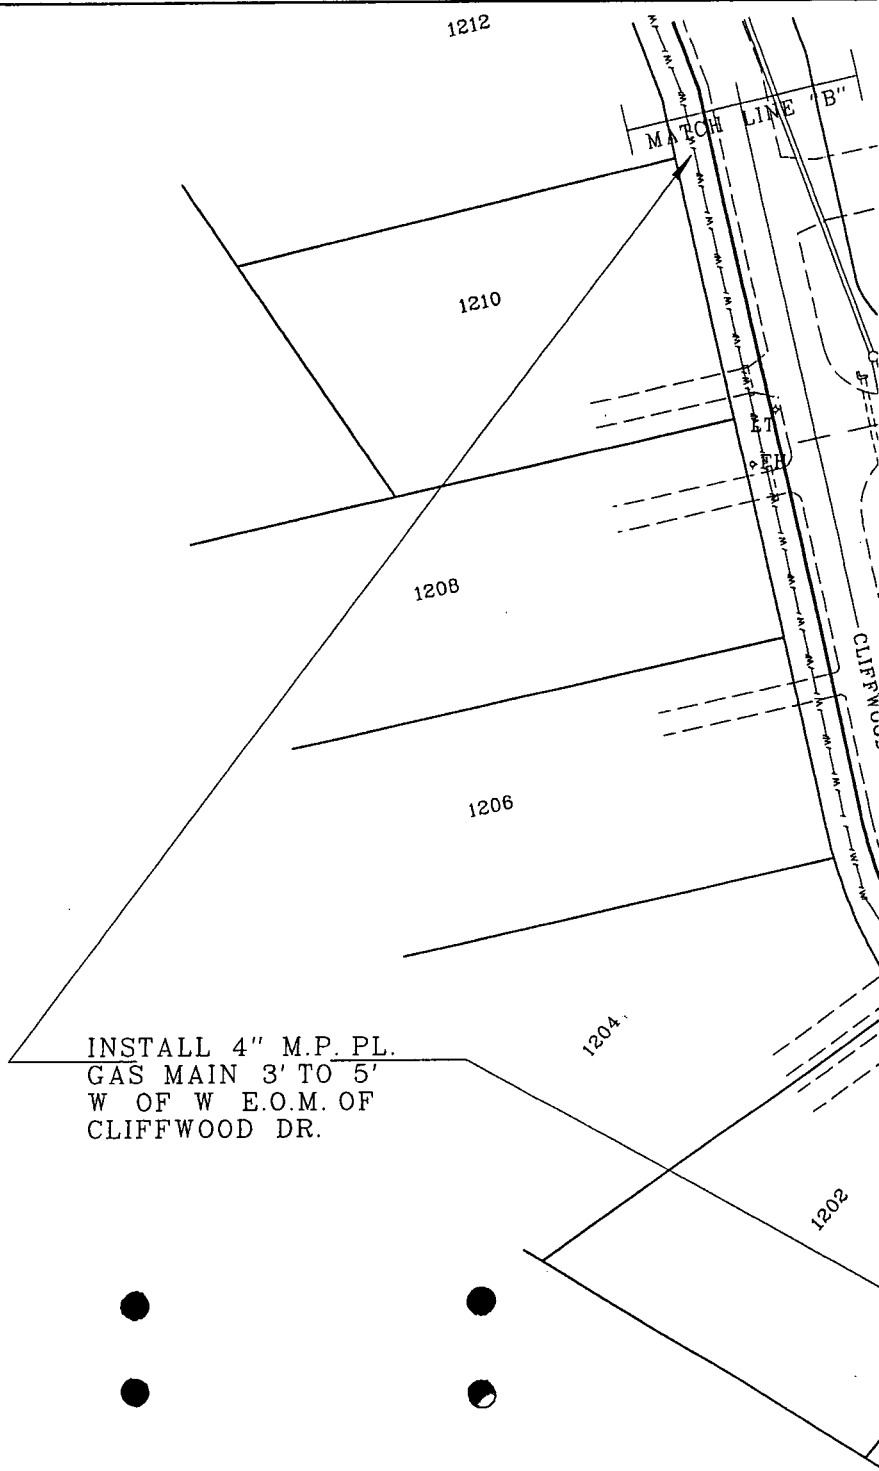 1212
MATCH LINE "B"
1210
LT
FH
1208
CLIFFWOOD
1206
1204
INSTALL 4" M.P. PL.
GAS MAIN 3' TO 5'
W OF W E.O.M. OF
CLIFFWOOD DR.
1202